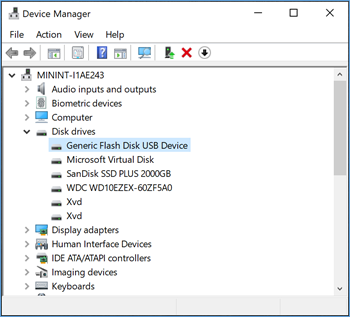 Device Manager
File Action View Help
MININT-I1AE243
Audio inputs and outputs
Biometric devices
Computer
Disk drives
Generic Flash Disk USB Device
Microsoft Virtual Disk
SanDisk SSD PLUS 2000GB
WDC WD10EZEX-60ZF5A0
Xvd
Xvd
Display adapters
Human Interface Devices
IDE ATA/ATAPI controllers
Imaging devices
Keyboards